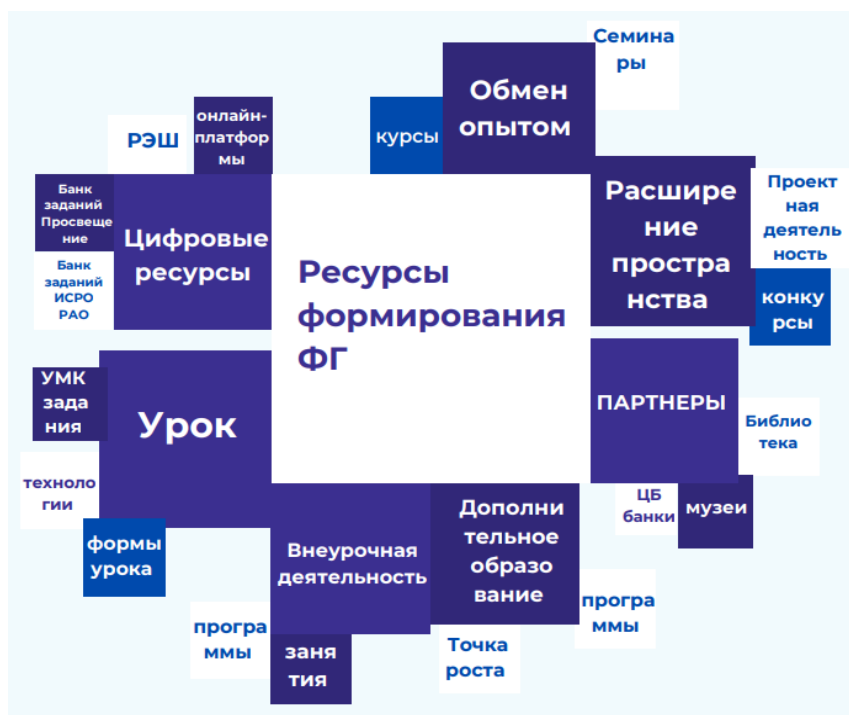 Семина
ры
Обмен
опытом
курсы
онлайн-
платфор
мы
РЭШ
Банк
заданий
Просвеще
ние
Банк
заданий
ИСРО
РАО
Цифровые
ресурсы
Ресурсы
формирования
ФГ
Расшире
ние
простра
нства
Проект
ная
деятель
ность
конку
рсы
УМК
зада
ния
Урок
техноло
гии
формы
урока
ПАРТНЕРЫ
Библио
тека
ЦБ
банки
музеи
Внеурочная
деятельность
Дополни
тельное
образо
вание
програ
ммы
заня
тия
Точка
роста
програ
ммы